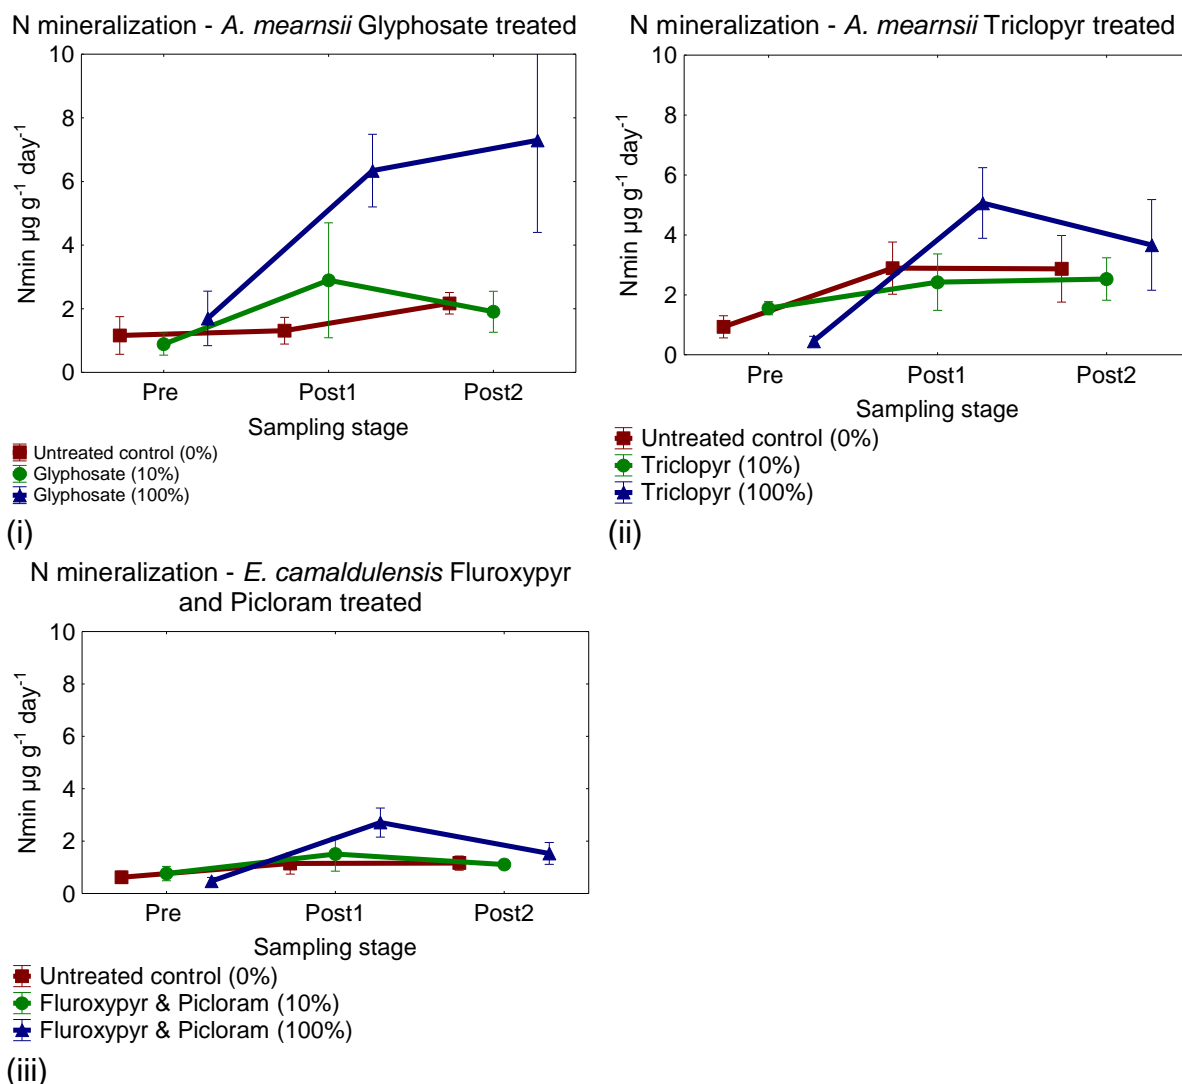 N mineralization - A. mearnsii Glyphosate treated
Nmin µg g⁻¹ day⁻¹
10
8
6
4
2
0
Pre
Post1
Post2
Sampling stage
Untreated control (0%)
Glyphosate (10%)
Glyphosate (100%)
(i)
N mineralization - A. mearnsii Triclopyr treated
Nmin µg g⁻¹ day⁻¹
10
8
6
4
2
0
Pre
Post1
Post2
Sampling stage
Untreated control (0%)
Triclopyr (10%)
Triclopyr (100%)
(ii)
N mineralization - E. camaldulensis Fluroxypyr
and Picloram treated
Nmin µg g⁻¹ day⁻¹
10
8
6
4
2
0
Pre
Post1
Post2
Sampling stage
Untreated control (0%)
Fluroxypyr & Picloram (10%)
Fluroxypyr & Picloram (100%)
(iii)